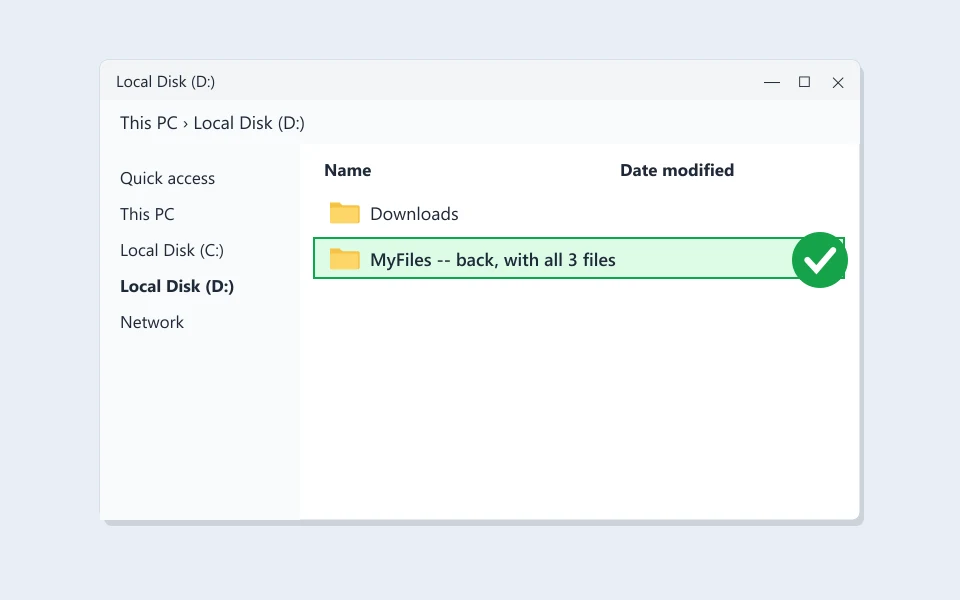 Local Disk (D:)
This PC › Local Disk (D:)
Quick access
This PC
Local Disk (C:)
Local Disk (D:)
Network
Name Date modified
Downloads
MyFiles -- back, with all 3 files